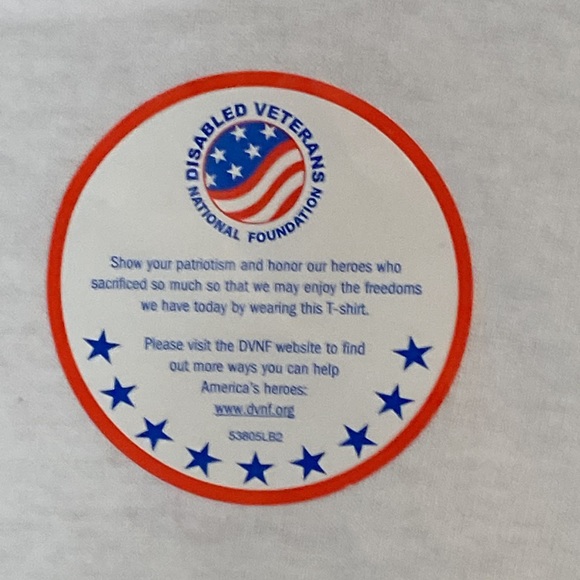 DISABLED VETERANS
NATIONAL FOUNDATION
Show your patriotism and honor our heroes who
sacrificed so much so that we may enjoy the freedoms
we have today by wearing this T-shirt.
Please visit the DVNF website to find
out more ways you can help
America's heroes:
www.dvnf.org
53805LB2